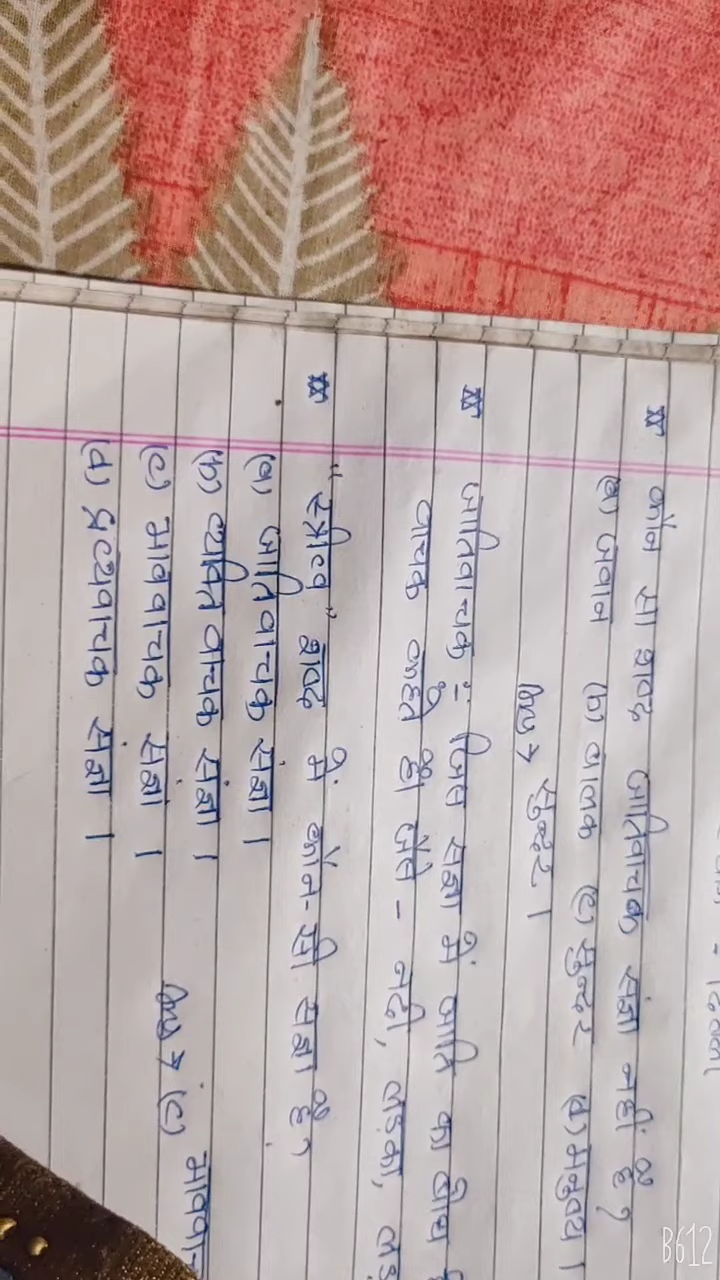 कौन सा शब्द जातिवाचक संज्ञा नहीं है?
(a) जवान (b) बालक (c) सुन्दर (d) मनुष्य।
Ans → सुन्दर।
जातिवाचक :- जिस संज्ञा में जाति का बोध
वाचक कहते हैं। जैसे - नदी, लड़का,
"स्त्रीत्व" शब्द में कौन-सी संज्ञा है?
(a) जातिवाचक संज्ञा।
(b) व्यक्तिवाचक संज्ञा।
(c) भाववाचक संज्ञा।
(d) द्रव्यवाचक संज्ञा।
Ans → (c)
B612